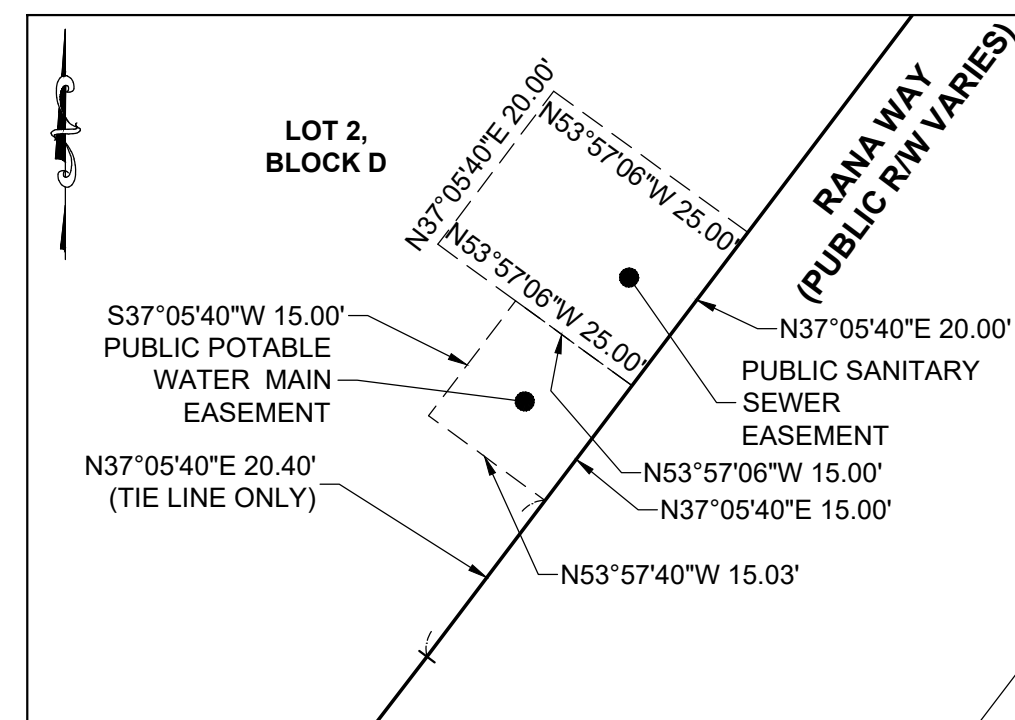 LOT 2,
BLOCK D
N37°05'40"E 20.00'
N53°57'06"W 25.00'
RANA WAY
(PUBLIC R/W VARIES)
N53°57'06"W 25.00'
S37°05'40"W 15.00'
PUBLIC POTABLE
WATER MAIN
EASEMENT
N37°05'40"E 20.00'
PUBLIC SANITARY
SEWER
EASEMENT
N37°05'40"E 20.40'
(TIE LINE ONLY)
N53°57'06"W 15.00'
N37°05'40"E 15.00'
N53°57'40"W 15.03'